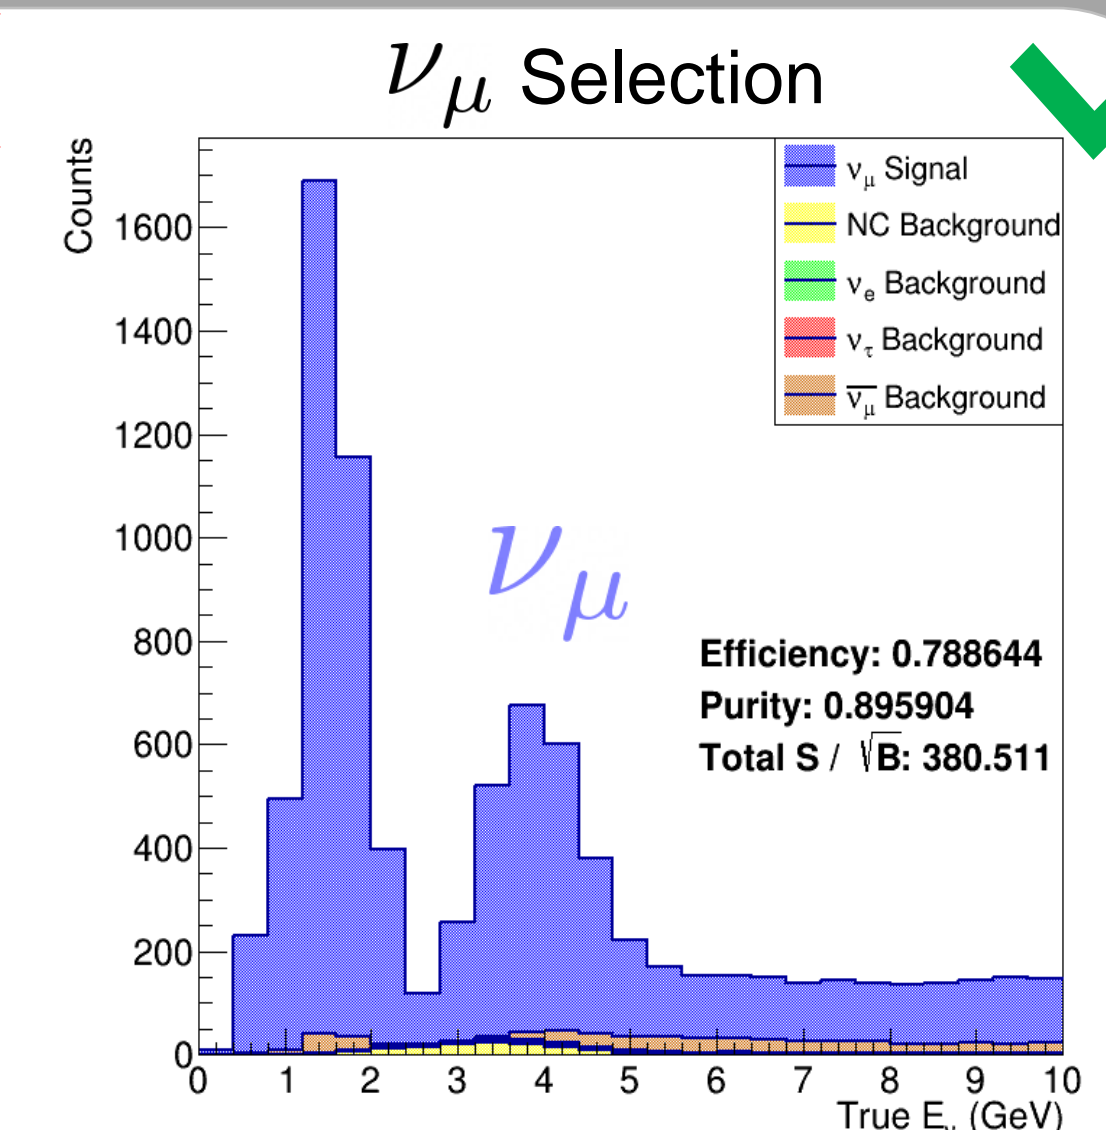 ν_μ Selection
Counts
1600
1400
1200
1000
800
600
400
200
0
ν_μ Signal
NC Background
ν_e Background
ν_τ Background
ν̅_μ Background
ν_μ
Efficiency: 0.788644
Purity: 0.895904
Total S / √B: 380.511
0 1 2 3 4 5 6 7 8 9 10
True E_ν (GeV)